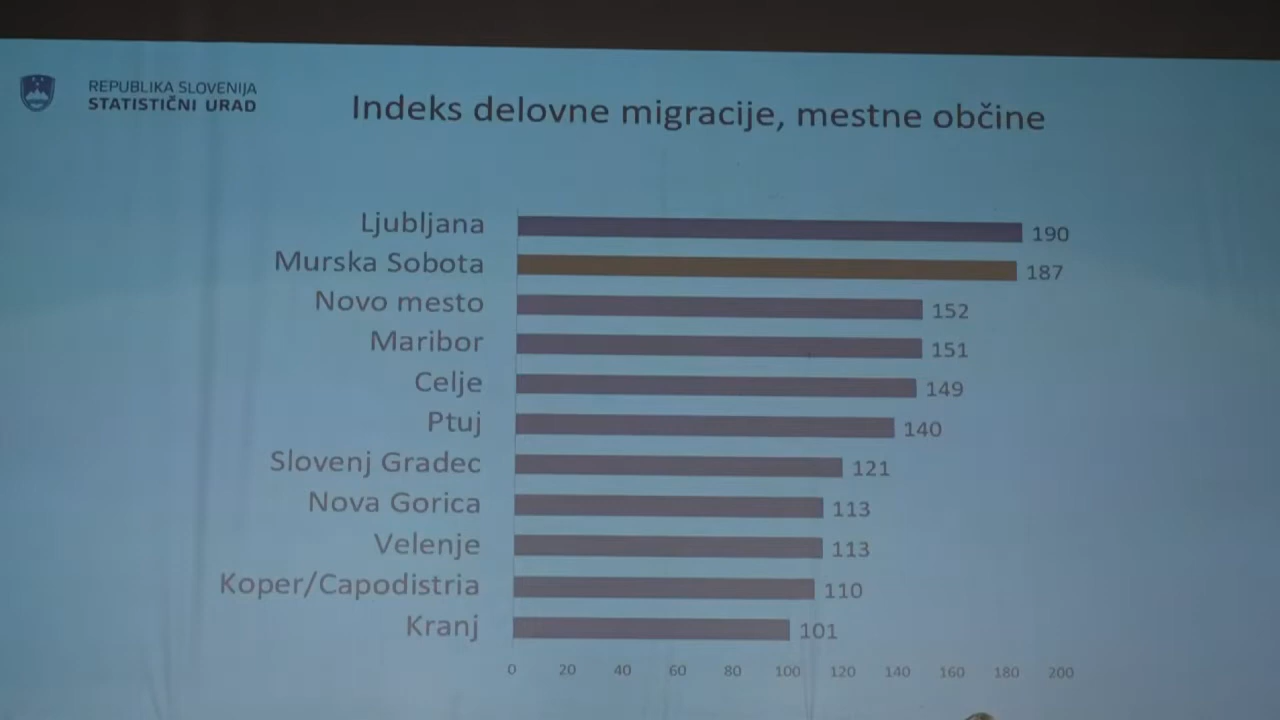 REPUBLIKA SLOVENIJA
STATISTIČNI URAD
Indeks delovne migracije, mestne občine
Ljubljana 190
Murska Sobota 187
Novo mesto 152
Maribor 151
Celje 149
Ptuj 140
Slovenj Gradec 121
Nova Gorica 113
Velenje 113
Koper/Capodistria 110
Kranj 101
0 20 40 60 80 100 120 140 160 180 200